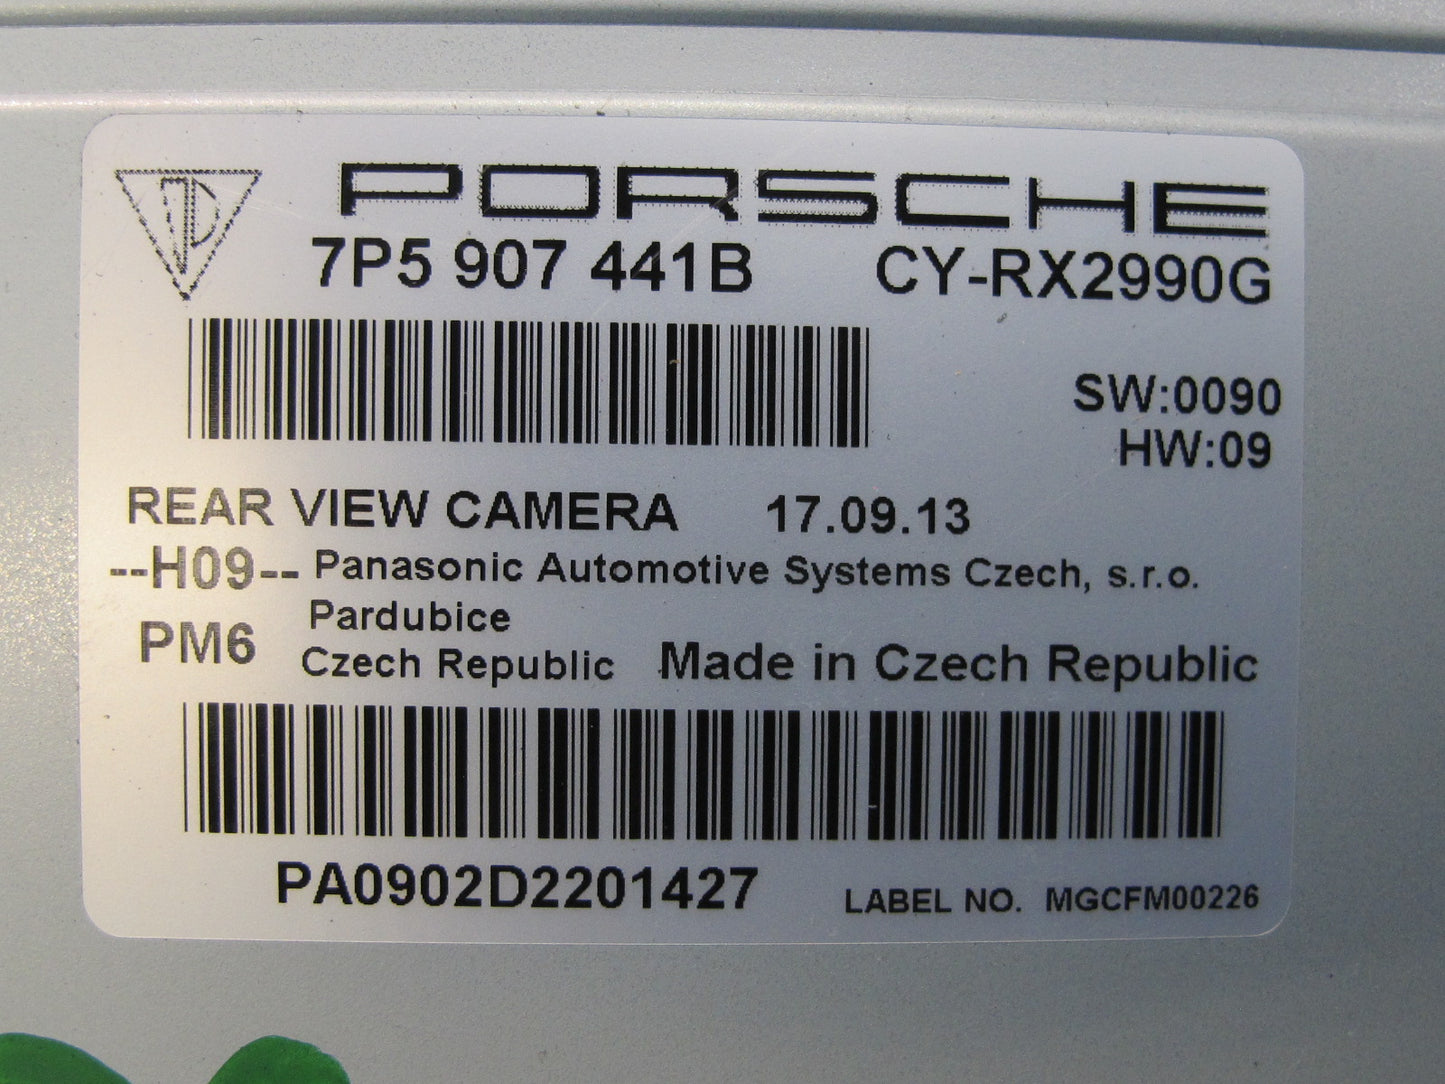 PORSCHE
7P5 907 441B CY-RX2990G
SW:0090
HW:09
REAR VIEW CAMERA 17.09.13
--H09-- Panasonic Automotive Systems Czech, s.r.o.
Pardubice
PM6 Czech Republic Made in Czech Republic
PA0902D2201427 LABEL NO. MGCFM00226